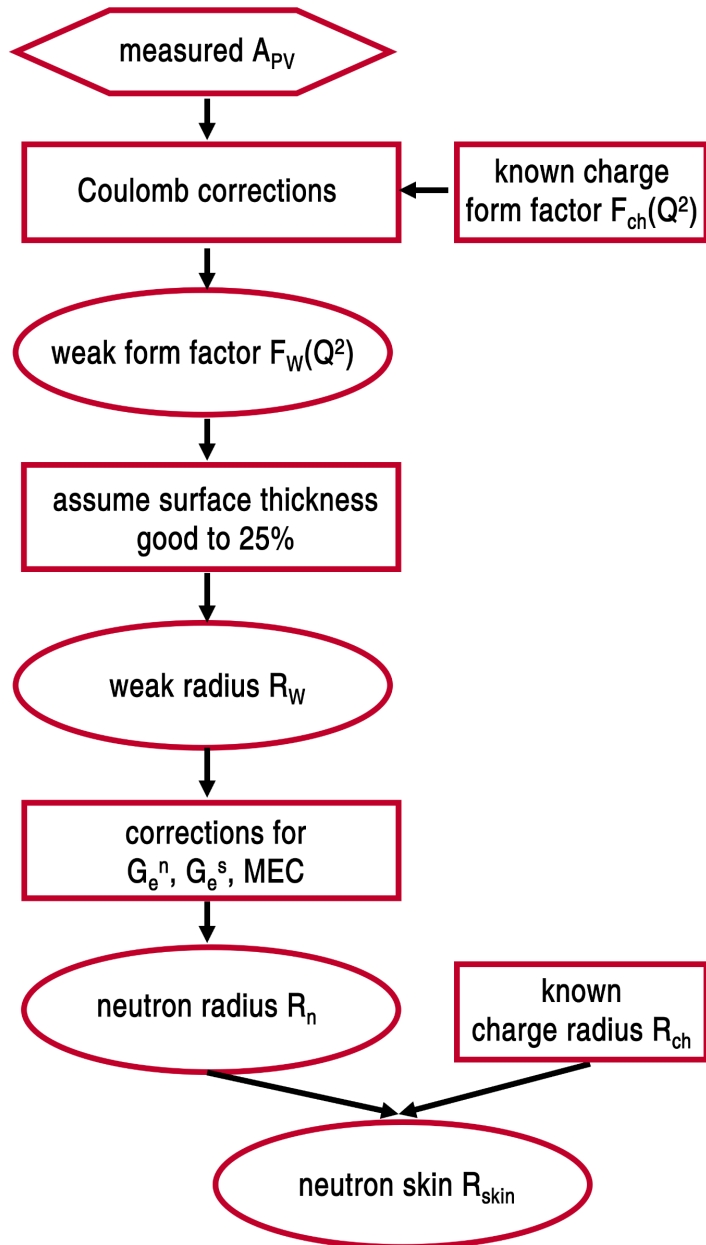 measured A_PV
Coulomb corrections
known charge
form factor F_ch(Q²)
weak form factor F_W(Q²)
assume surface thickness
good to 25%
weak radius R_W
corrections for
G_e^n, G_e^s, MEC
neutron radius R_n
known
charge radius R_ch
neutron skin R_skin